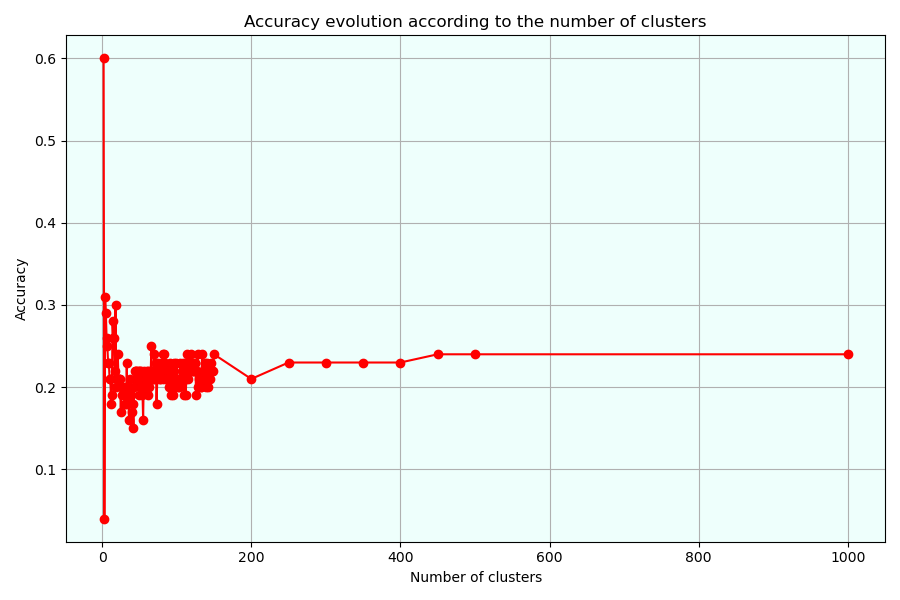 Accuracy evolution according to the number of clusters
0.6
0.5
0.4
0.3
0.2
0.1
Accuracy
0 200 400 600 800 1000
Number of clusters